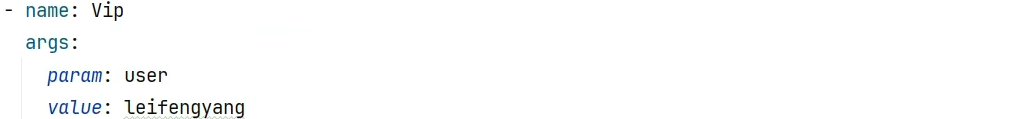 - name: Vip
  args:
    param: user
    value: leifengyang